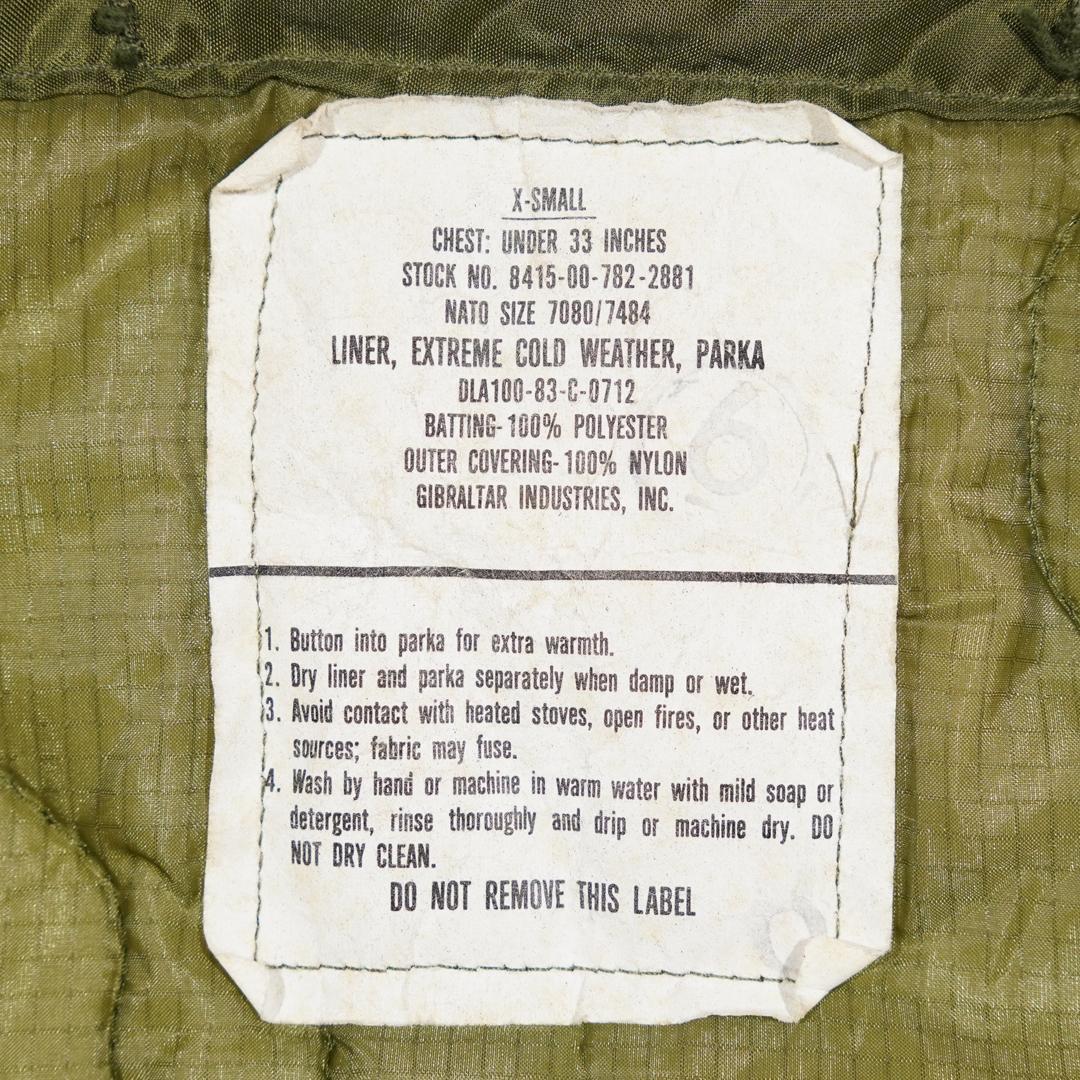 X-SMALL
CHEST: UNDER 33 INCHES
STOCK NO. 8415-00-782-2881
NATO SIZE 7080/7484
LINER, EXTREME COLD WEATHER, PARKA
DLA100-83-C-0712
BATTING-100% POLYESTER
OUTER COVERING-100% NYLON
GIBRALTAR INDUSTRIES, INC.
1. Button into parka for extra warmth.
2. Dry liner and parka separately when damp or wet.
3. Avoid contact with heated stoves, open fires, or other heat
sources; fabric may fuse.
4. Wash by hand or machine in warm water with mild soap or
detergent, rinse thoroughly and drip or machine dry. DO
NOT DRY CLEAN.
DO NOT REMOVE THIS LABEL